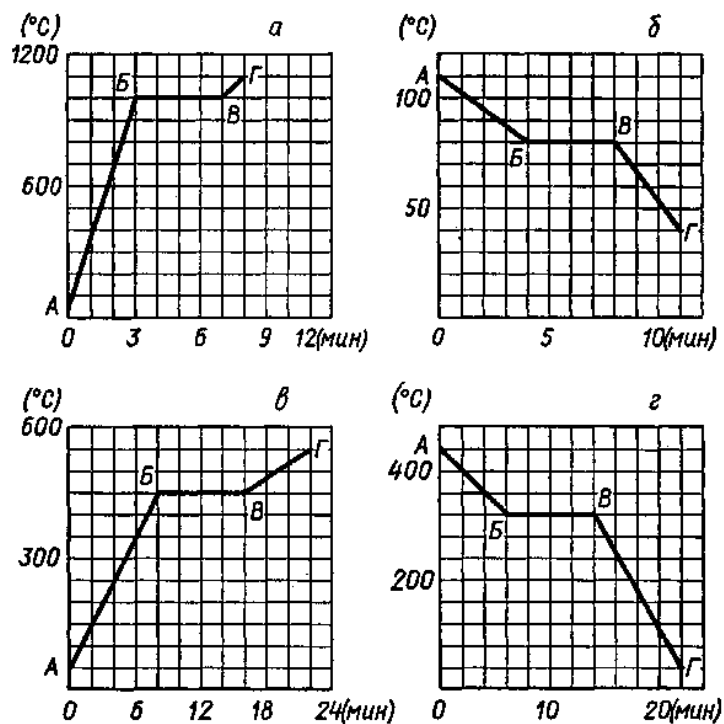 (°C) а
1200
600
Б
В
Г
А
0 3 6 9 12(мин)
(°C) б
100
50
А
Б
В
Г
0 5 10(мин)
(°C) в
600
300
Б
В
Г
А
0 6 12 18 24(мин)
(°C) г
400
200
А
Б
В
Г
0 10 20(мин)